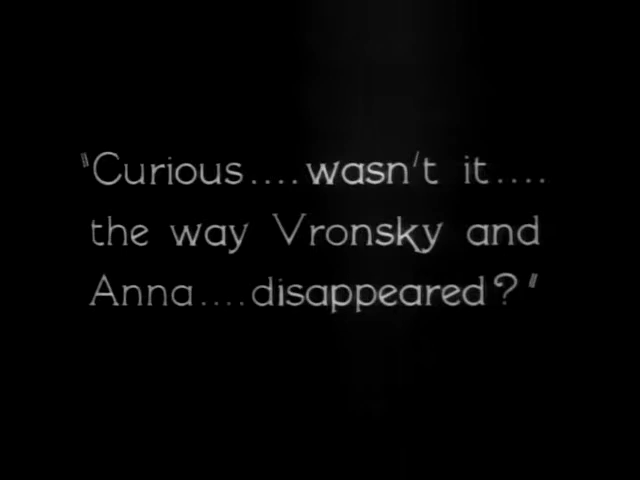 "Curious....wasn't it....
the way Vronsky and
Anna....disappeared?"